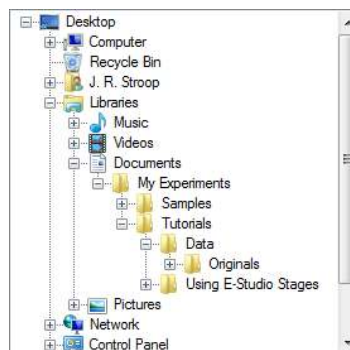 Desktop
Computer
Recycle Bin
J. R. Stroop
Libraries
Music
Videos
Documents
My Experiments
Samples
Tutorials
Data
Originals
Using E-Studio Stages
Pictures
Network
Control Panel